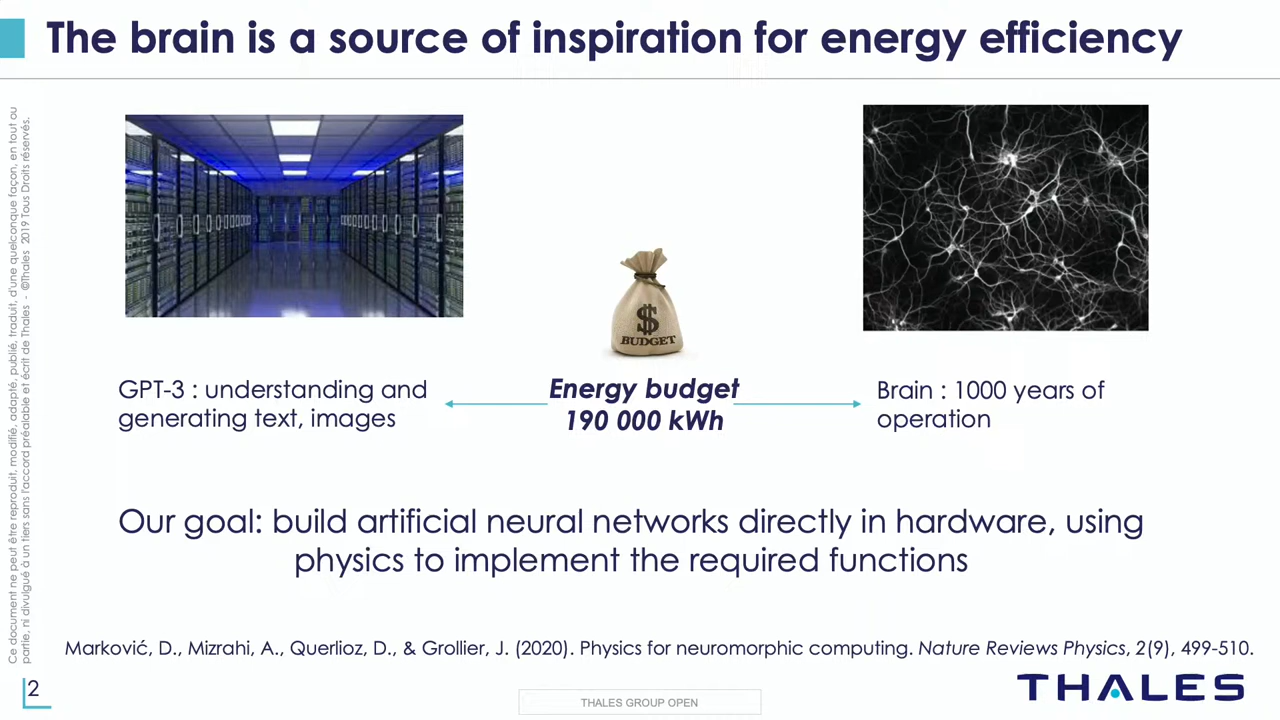 The brain is a source of inspiration for energy efficiency
Ce document ne peut être reproduit, modifié, adapté, publié, traduit, d'une quelconque façon, en tout ou
partie, ni divulgué à un tiers sans l'accord préalable et écrit de Thales - ©Thales 2019 Tous Droits réservés.
$
BUDGET
GPT-3 : understanding and
generating text, images
Energy budget
190 000 kWh
Brain : 1000 years of
operation
Our goal: build artificial neural networks directly in hardware, using
physics to implement the required functions
Marković, D., Mizrahi, A., Querlioz, D., & Grollier, J. (2020). Physics for neuromorphic computing. Nature Reviews Physics, 2(9), 499-510.
2
THALES GROUP OPEN
THALES